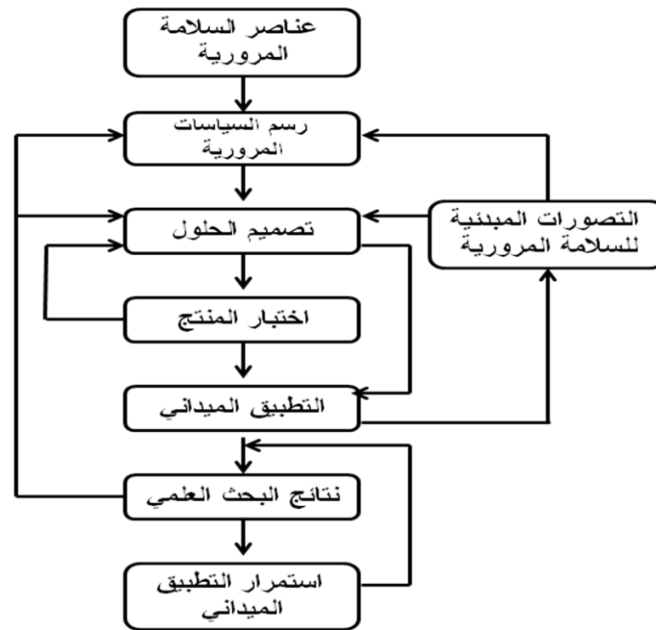 عناصر السلامة
المرورية
رسم السياسات
المرورية
التصورات المبدئية
للسلامة المرورية
تصميم الحلول
اختبار المنتج
التطبيق الميداني
نتائج البحث العلمي
استمرار التطبيق
الميداني